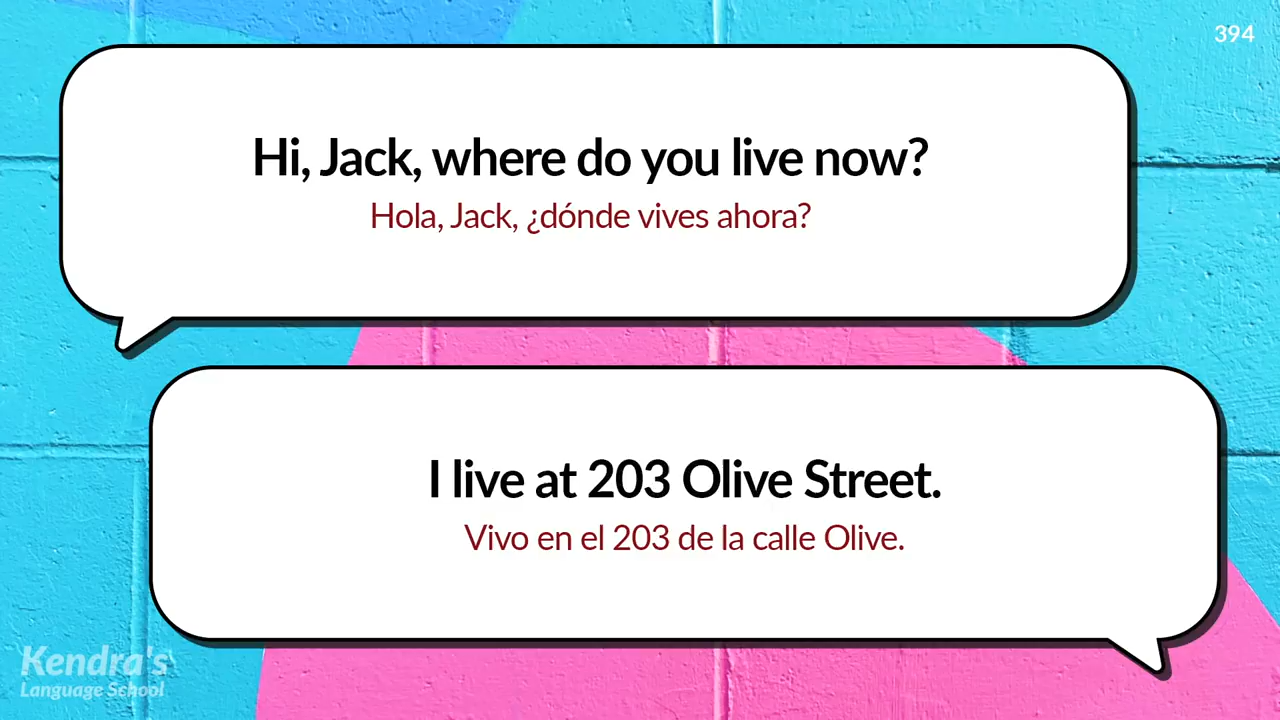 394
Hi, Jack, where do you live now?
Hola, Jack, ¿dónde vives ahora?
I live at 203 Olive Street.
Vivo en el 203 de la calle Olive.
Kendra's
Language School